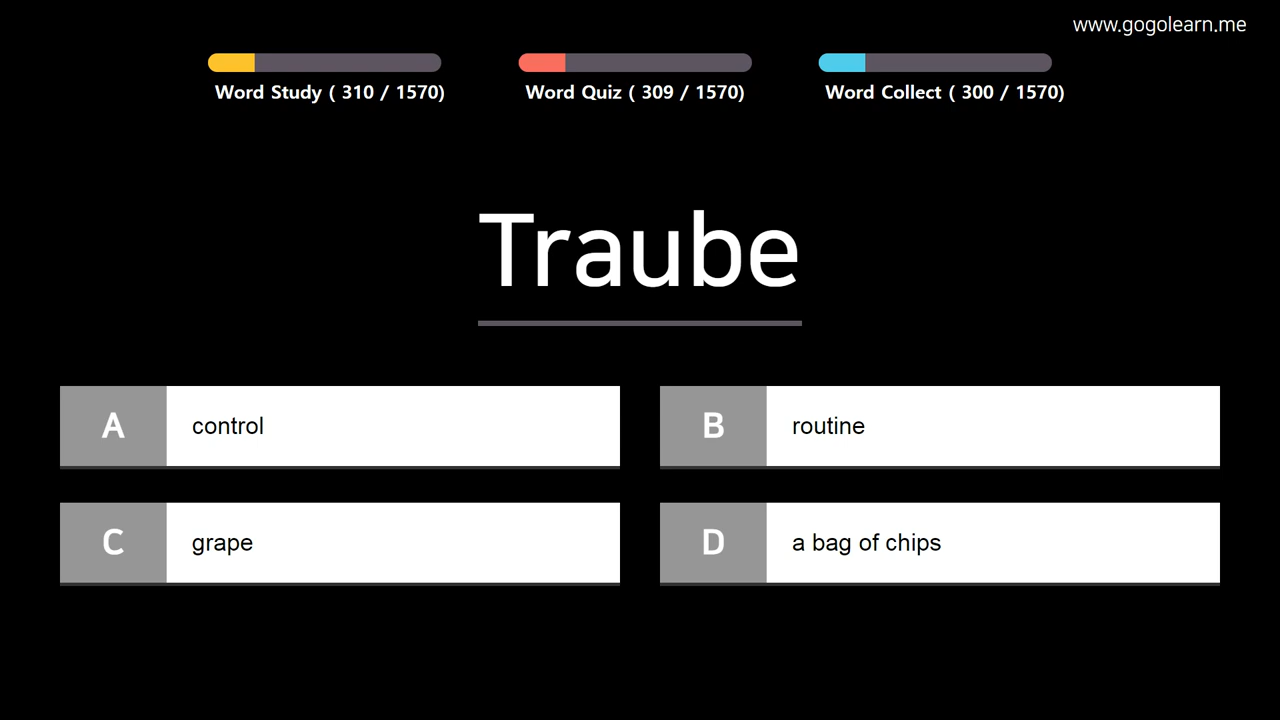 www.gogolearn.me
Word Study ( 310 / 1570)
Word Quiz ( 309 / 1570)
Word Collect ( 300 / 1570)
Traube
A control
B routine
C grape
D a bag of chips